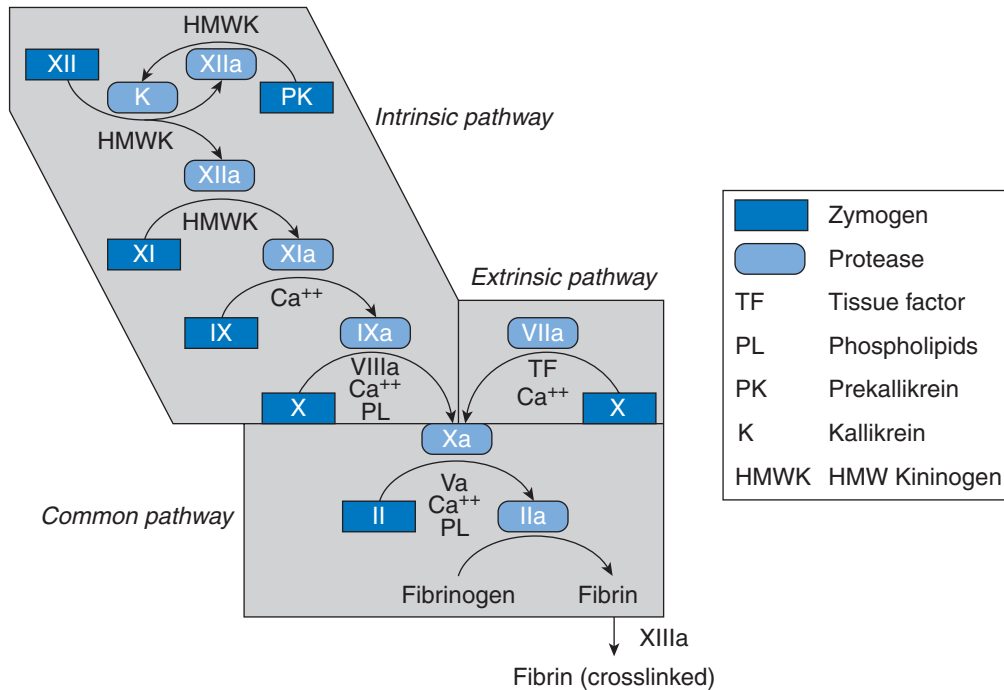 HMWK
XII
XIIa
K
PK
Intrinsic pathway
HMWK
XIIa
HMWK
XI
XIa
Extrinsic pathway
Ca++
IX
IXa
VIIa
VIIIa
Ca++
PL
TF
Ca++
X
X
Xa
Common pathway
Va
Ca++
PL
II
IIa
Fibrinogen
Fibrin
XIIIa
Fibrin (crosslinked)
Zymogen
Protease
TF Tissue factor
PL Phospholipids
PK Prekallikrein
K Kallikrein
HMWK HMW Kininogen